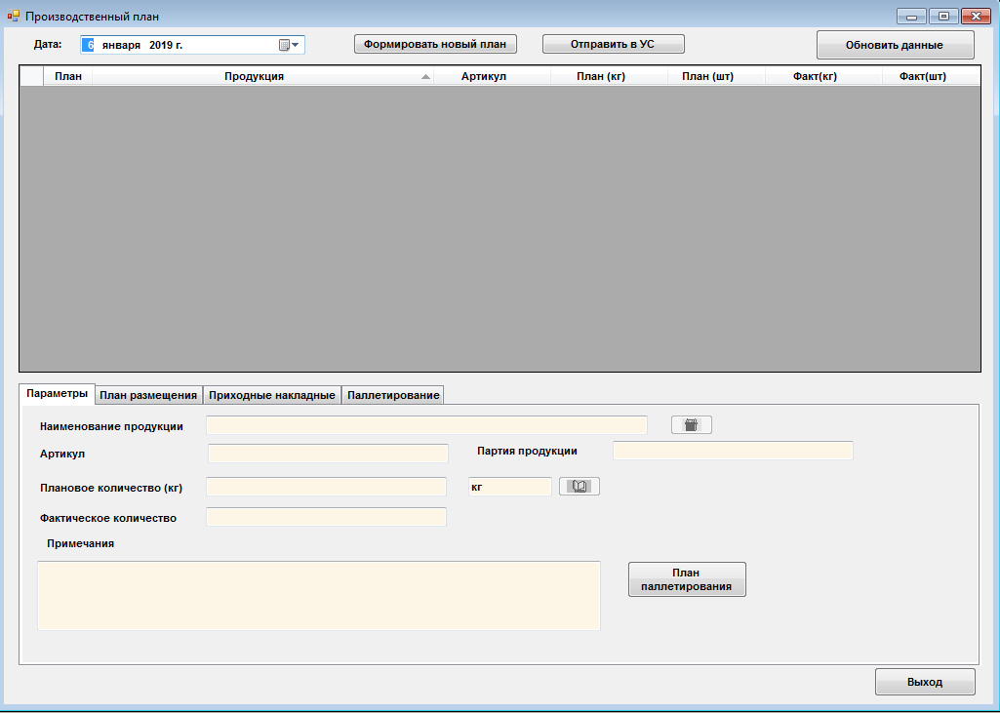 Производственный план
Дата: 6 января 2019 г. Формировать новый план Отправить в УС Обновить данные
План Продукция Артикул План (кг) План (шт) Факт(кг) Факт(шт)
Параметры План размещения Приходные накладные Паллетирование
Наименование продукции
Артикул Партия продукции
Плановое количество (кг) кг
Фактическое количество
Примечания
План
паллетирования
Выход